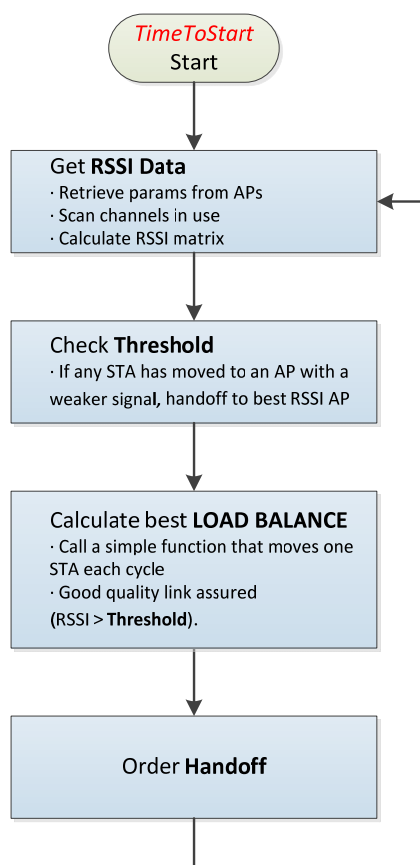 TimeToStart
Start
Get RSSI Data
· Retrieve params from APs
· Scan channels in use
· Calculate RSSI matrix
Check Threshold
· If any STA has moved to an AP with a
weaker signal, handoff to best RSSI AP
Calculate best LOAD BALANCE
· Call a simple function that moves one
STA each cycle
· Good quality link assured
(RSSI > Threshold).
Order Handoff